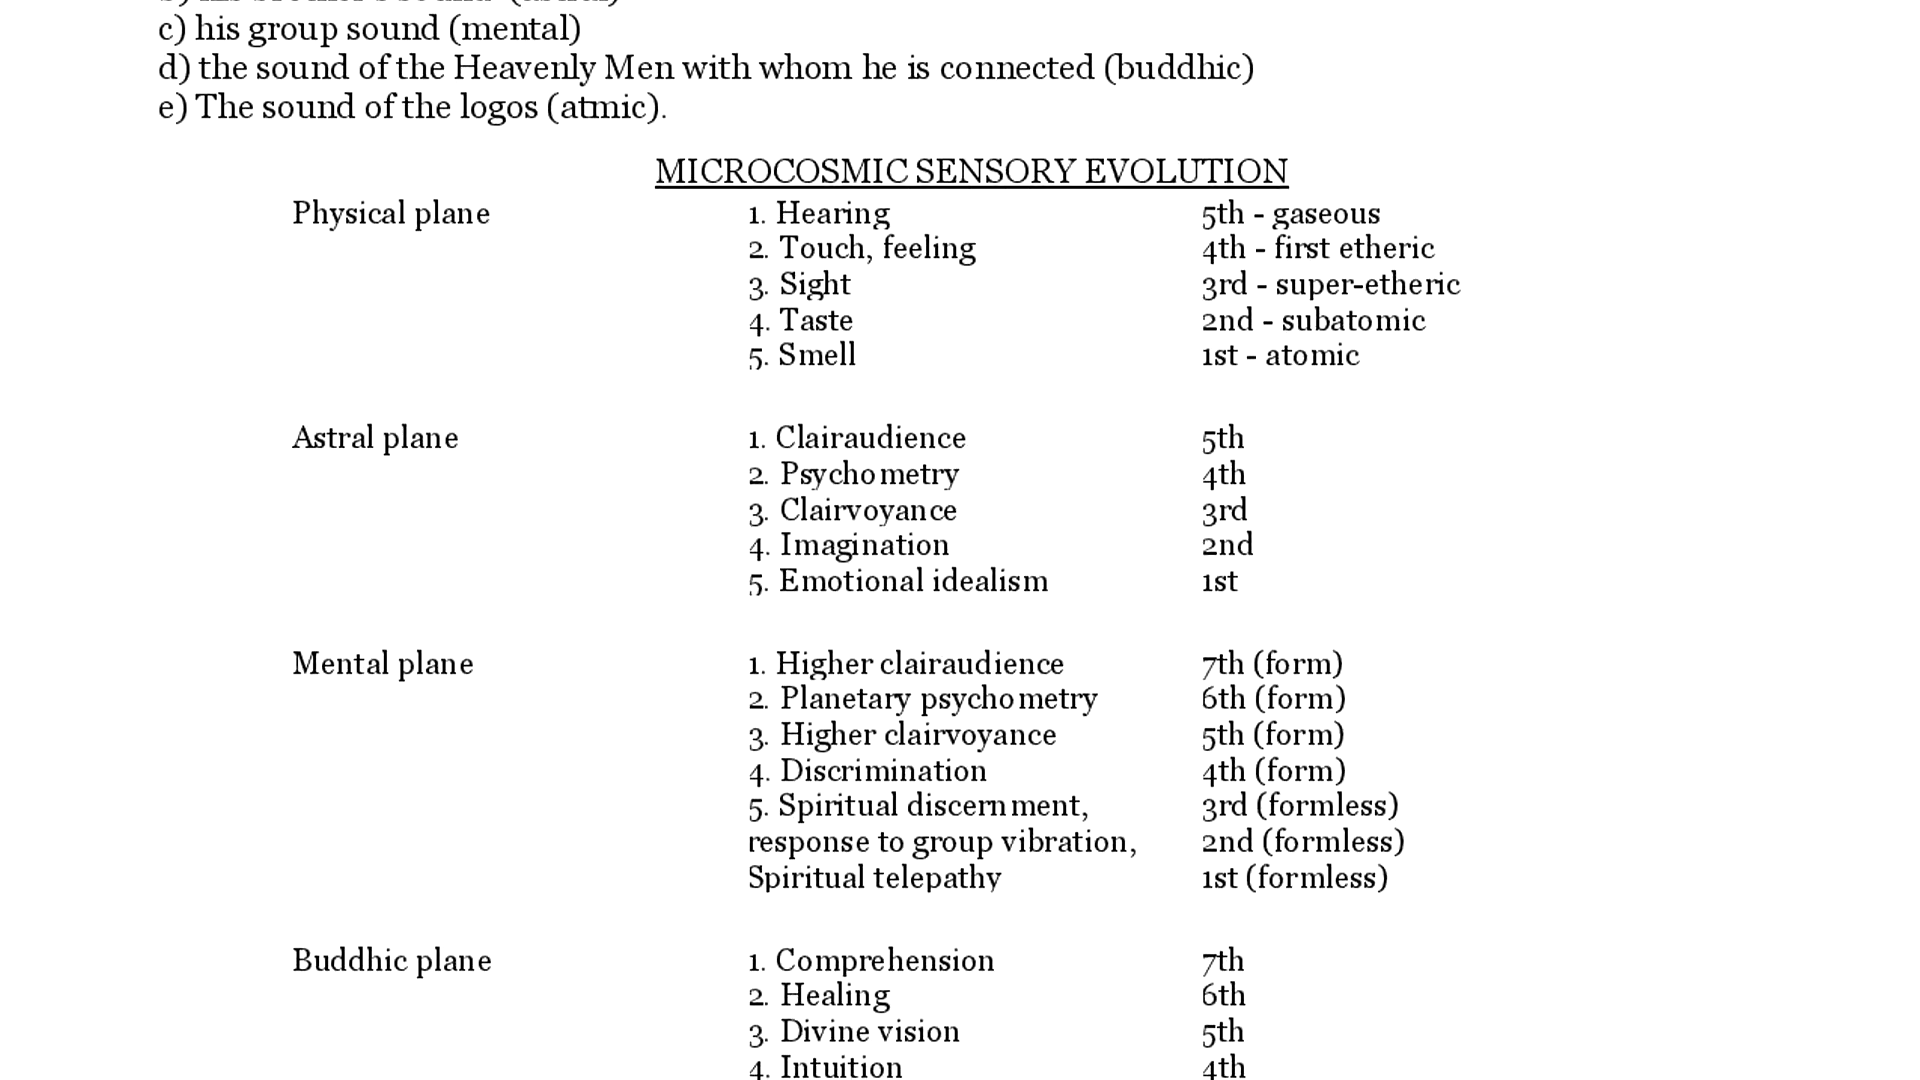 c) his group sound (mental)
d) the sound of the Heavenly Men with whom he is connected (buddhic)
e) The sound of the logos (atmic).
MICROCOSMIC SENSORY EVOLUTION
Physical plane 1. Hearing 5th - gaseous
2. Touch, feeling 4th - first etheric
3. Sight 3rd - super-etheric
4. Taste 2nd - subatomic
5. Smell 1st - atomic
Astral plane 1. Clairaudience 5th
2. Psychometry 4th
3. Clairvoyance 3rd
4. Imagination 2nd
5. Emotional idealism 1st
Mental plane 1. Higher clairaudience 7th (form)
2. Planetary psychometry 6th (form)
3. Higher clairvoyance 5th (form)
4. Discrimination 4th (form)
5. Spiritual discernment, 3rd (formless)
response to group vibration, 2nd (formless)
Spiritual telepathy 1st (formless)
Buddhic plane 1. Comprehension 7th
2. Healing 6th
3. Divine vision 5th
4. Intuition 4th